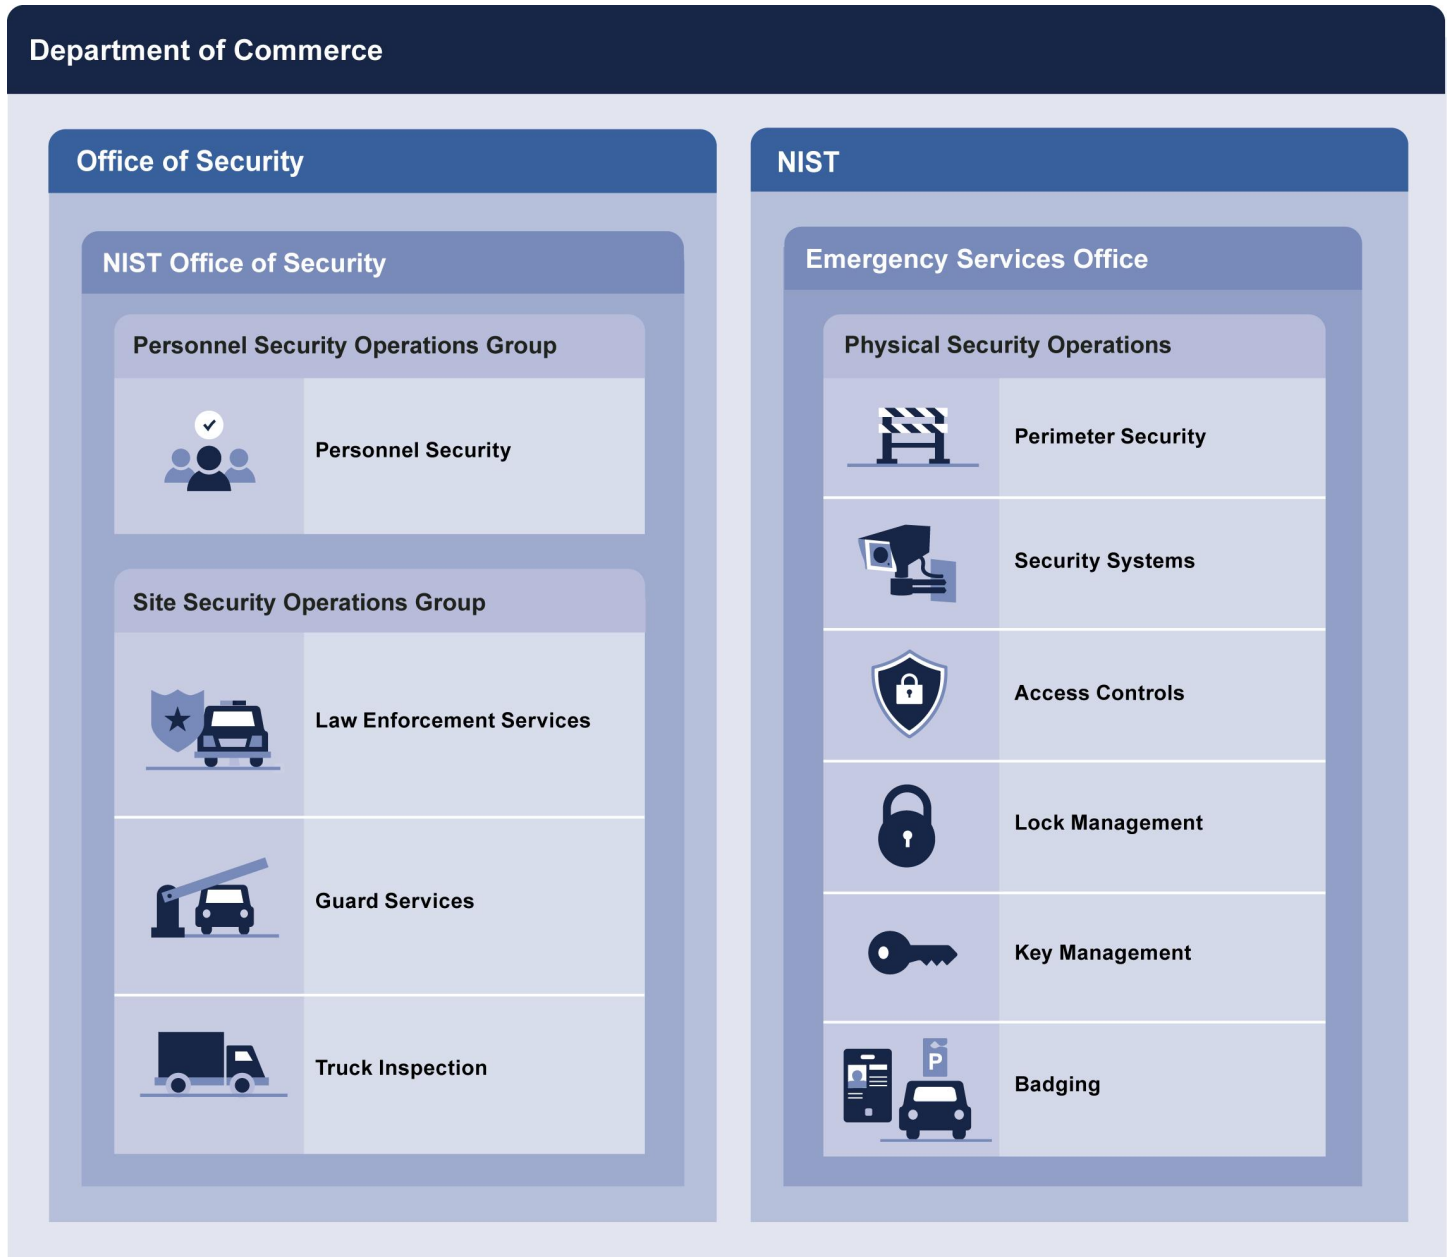 Department of Commerce
Office of Security
NIST Office of Security
Personnel Security Operations Group
Personnel Security
Site Security Operations Group
Law Enforcement Services
Guard Services
Truck Inspection
NIST
Emergency Services Office
Physical Security Operations
Perimeter Security
Security Systems
Access Controls
Lock Management
Key Management
P
Badging